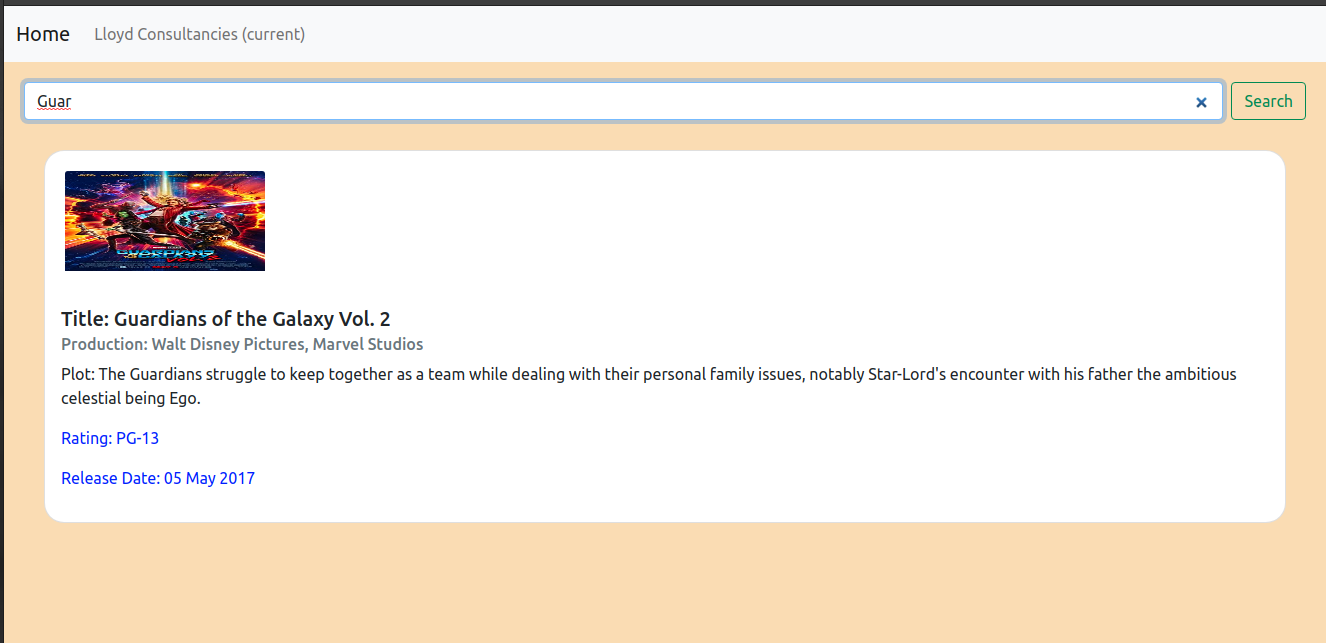 Home Lloyd Consultancies (current)
Guar
Search
GUARDIANS
Title: Guardians of the Galaxy Vol. 2
Production: Walt Disney Pictures, Marvel Studios
Plot: The Guardians struggle to keep together as a team while dealing with their personal family issues, notably Star-Lord's encounter with his father the ambitious
celestial being Ego.
Rating: PG-13
Release Date: 05 May 2017